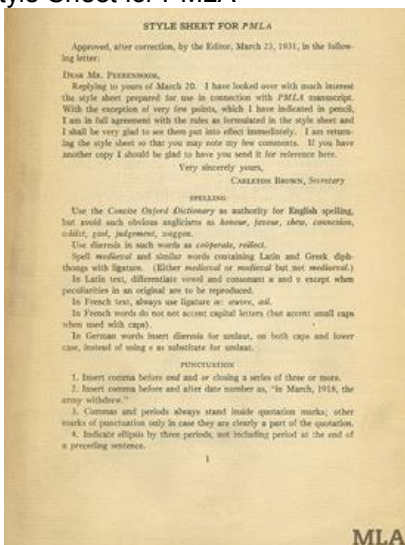 Style Sheet for PMLA
STYLE SHEET FOR PMLA
Approved, after correction, by the Editor, March 23, 1931, in the follow-
ing letter:
DEAR MR. PEEBENBOOM,
Replying to yours of March 20. I have looked over with much interest
the style sheet prepared for use in connection with PMLA manuscript.
With the exception of very few points, which I have indicated in pencil,
I am in full agreement with the rules as formulated in the style sheet and
I shall be very glad to see them put into effect immediately. I am return-
ing the style sheet so that you may note my few comments. If you have
another copy I should be glad to have you send it for reference here.
Very sincerely yours,
CARLETON BROWN, Secretary
SPELLING
Use the Concise Oxford Dictionary as authority for English spelling,
but avoid such obvious anglicisms as honour, favour, shew, connexion,
whilst, gaol, judgement, waggon.
Use dieresis in such words as coöperate, reëlect.
Spell mediæval and similar words containing Latin and Greek diph-
thongs with ligature. (Either mediæval or medieval but not mediaeval.)
In Latin text, differentiate vowel and consonant u and v except when
peculiarities in an original are to be reproduced.
In French text, always use ligature œ: œuvre, œil.
In French words do not accent capital letters (but accent small caps
when used with caps).
In German words insert dieresis for umlaut, on both caps and lower
case, instead of using e as substitute for umlaut.
PUNCTUATION
1. Insert comma before and and or closing a series of three or more.
2. Insert comma before and after date number as, "in March, 1918, the
army withdrew."
3. Commas and periods always stand inside quotation marks; other
marks of punctuation only in case they are clearly a part of the quotation.
4. Indicate ellipsis by three periods, not including period at the end of
a preceding sentence.
1
MLA